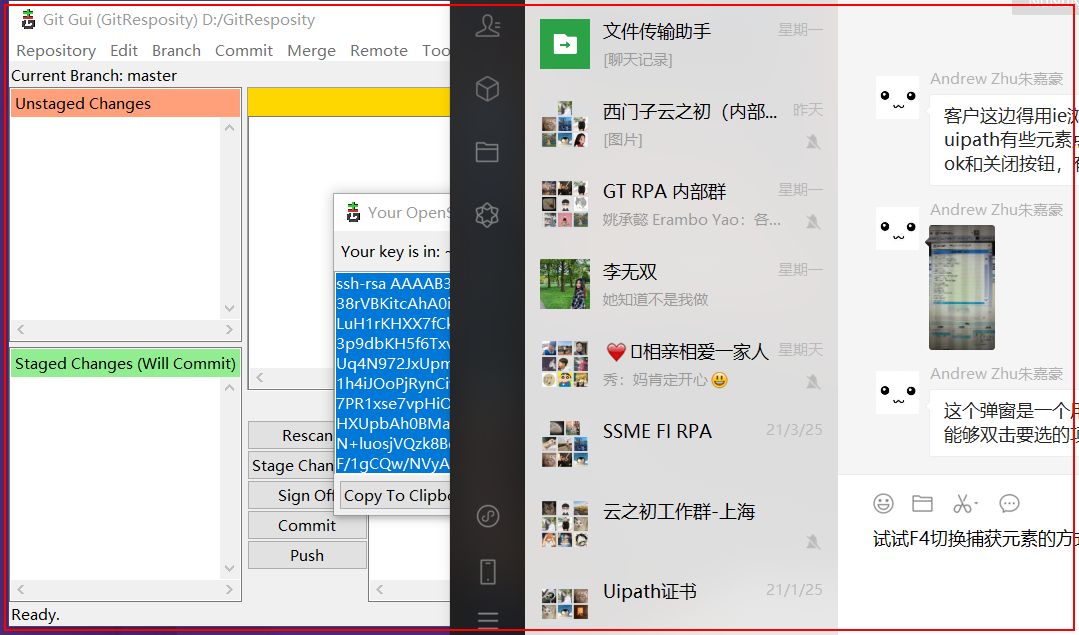 Git Gui (GitResposity) D:/GitResposity
Repository Edit Branch Commit Merge Remote Too
Current Branch: master
Unstaged Changes
Staged Changes (Will Commit)
Rescan
Stage Chan
Sign Off
Commit
Push
Ready.
Your OpenS
Your key is in: ~
ssh-rsa AAAAB3
38rVBKitcAhA0i
LuH1rKHXX7fCk
3p9dbKH5f6Txv
Uq4N972JxUpm
1h4iJOoPjRynCi
7PR1xse7vpHiO
HXUpbAh0BMa
N+luosjVQzk8B
F/1gCQw/NVyA
Copy To Clipbo
文件传输助手 星期一
[聊天记录]
西门子云之初（内部... 昨天
[图片]
GT RPA 内部群 星期一
姚承懿 Erambo Yao：各...
李无双 星期一
她知道不是我做
相亲相爱一家人 星期天
秀：妈肯定开心😃
SSME FI RPA 21/3/25
云之初工作群-上海
Uipath证书 21/1/25
Andrew Zhu朱嘉豪
客户这边得用ie浏
uipath有些元素点
ok和关闭按钮，有
Andrew Zhu朱嘉豪
Andrew Zhu朱嘉豪
这个弹窗是一个用
能够双击要选的项
试试F4切换捕获元素的方式